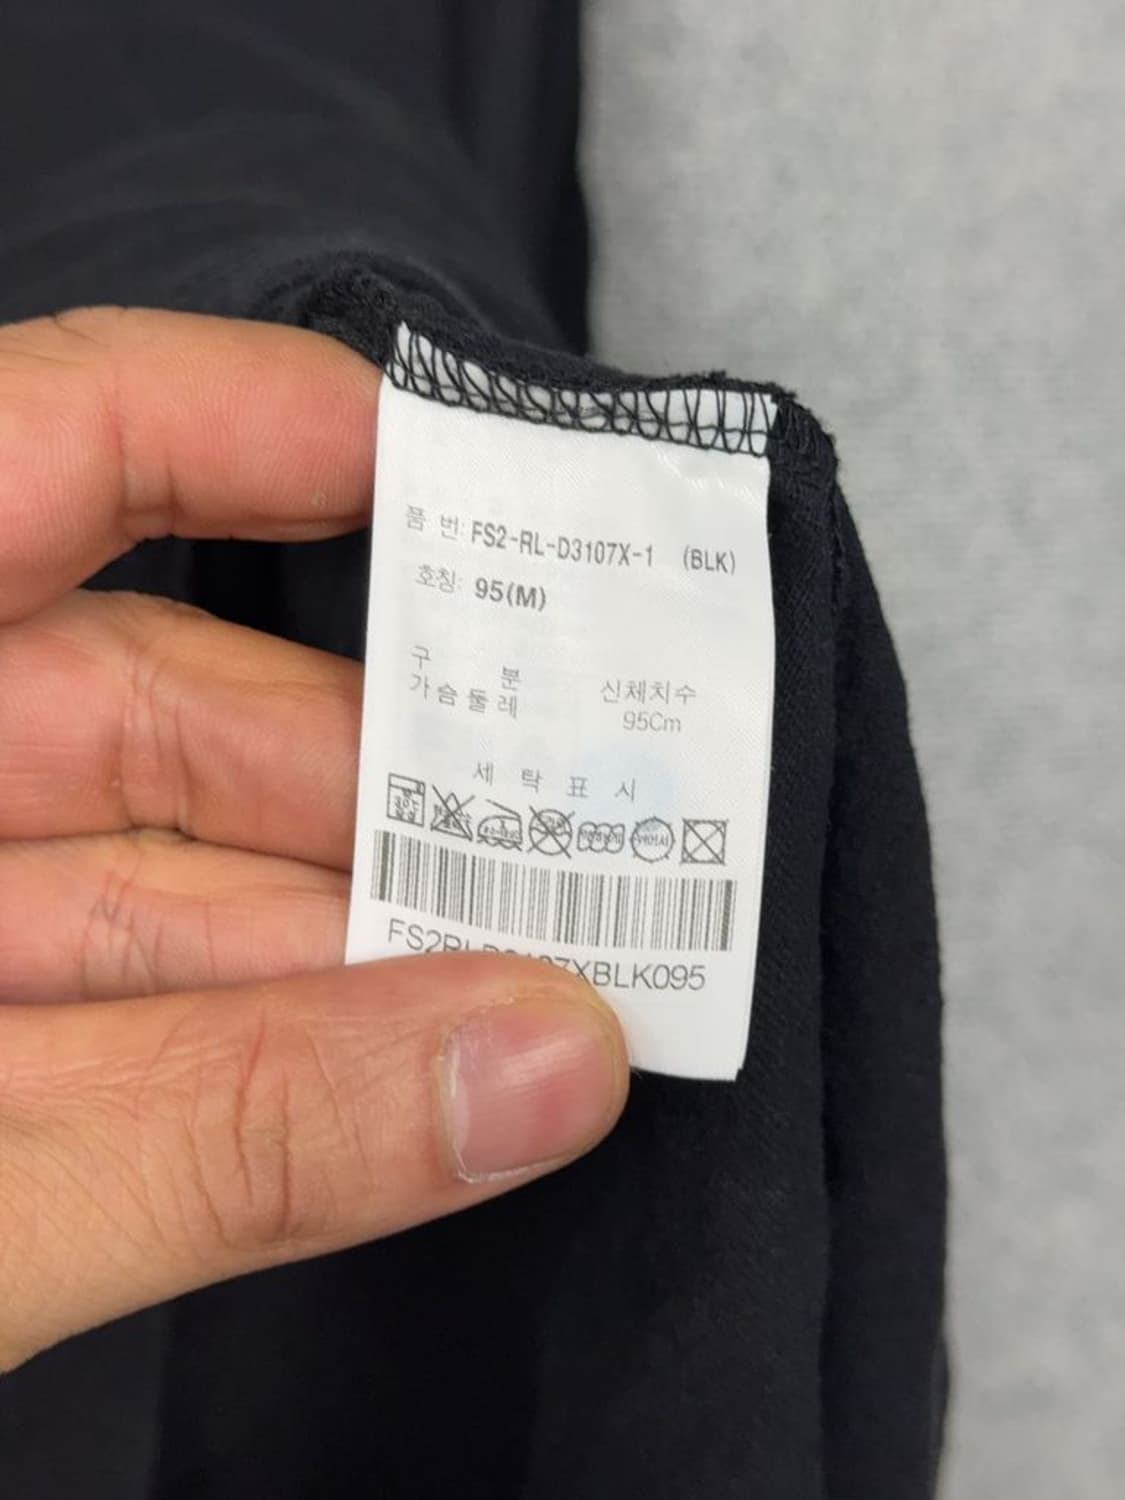 품 번: FS2-RL-D3107X-1 (BLK)
호칭: 95(M)
구 분 신체치수
가슴둘레 95Cm
세 탁 표 시